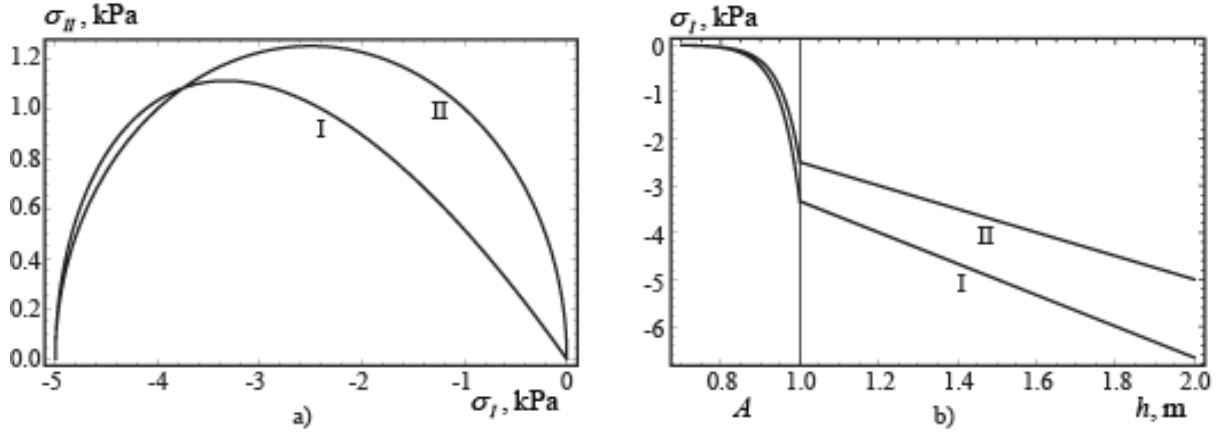 σ_II, kPa
1.2
1.0
0.8
0.6
0.4
0.2
0.0
I
II
-5 -4 -3 -2 -1 0
σ_I, kPa
a)
σ_I, kPa
0
-1
-2
-3
-4
-5
-6
II
I
0.8 1.0 1.2 1.4 1.6 1.8 2.0
A b) h, m